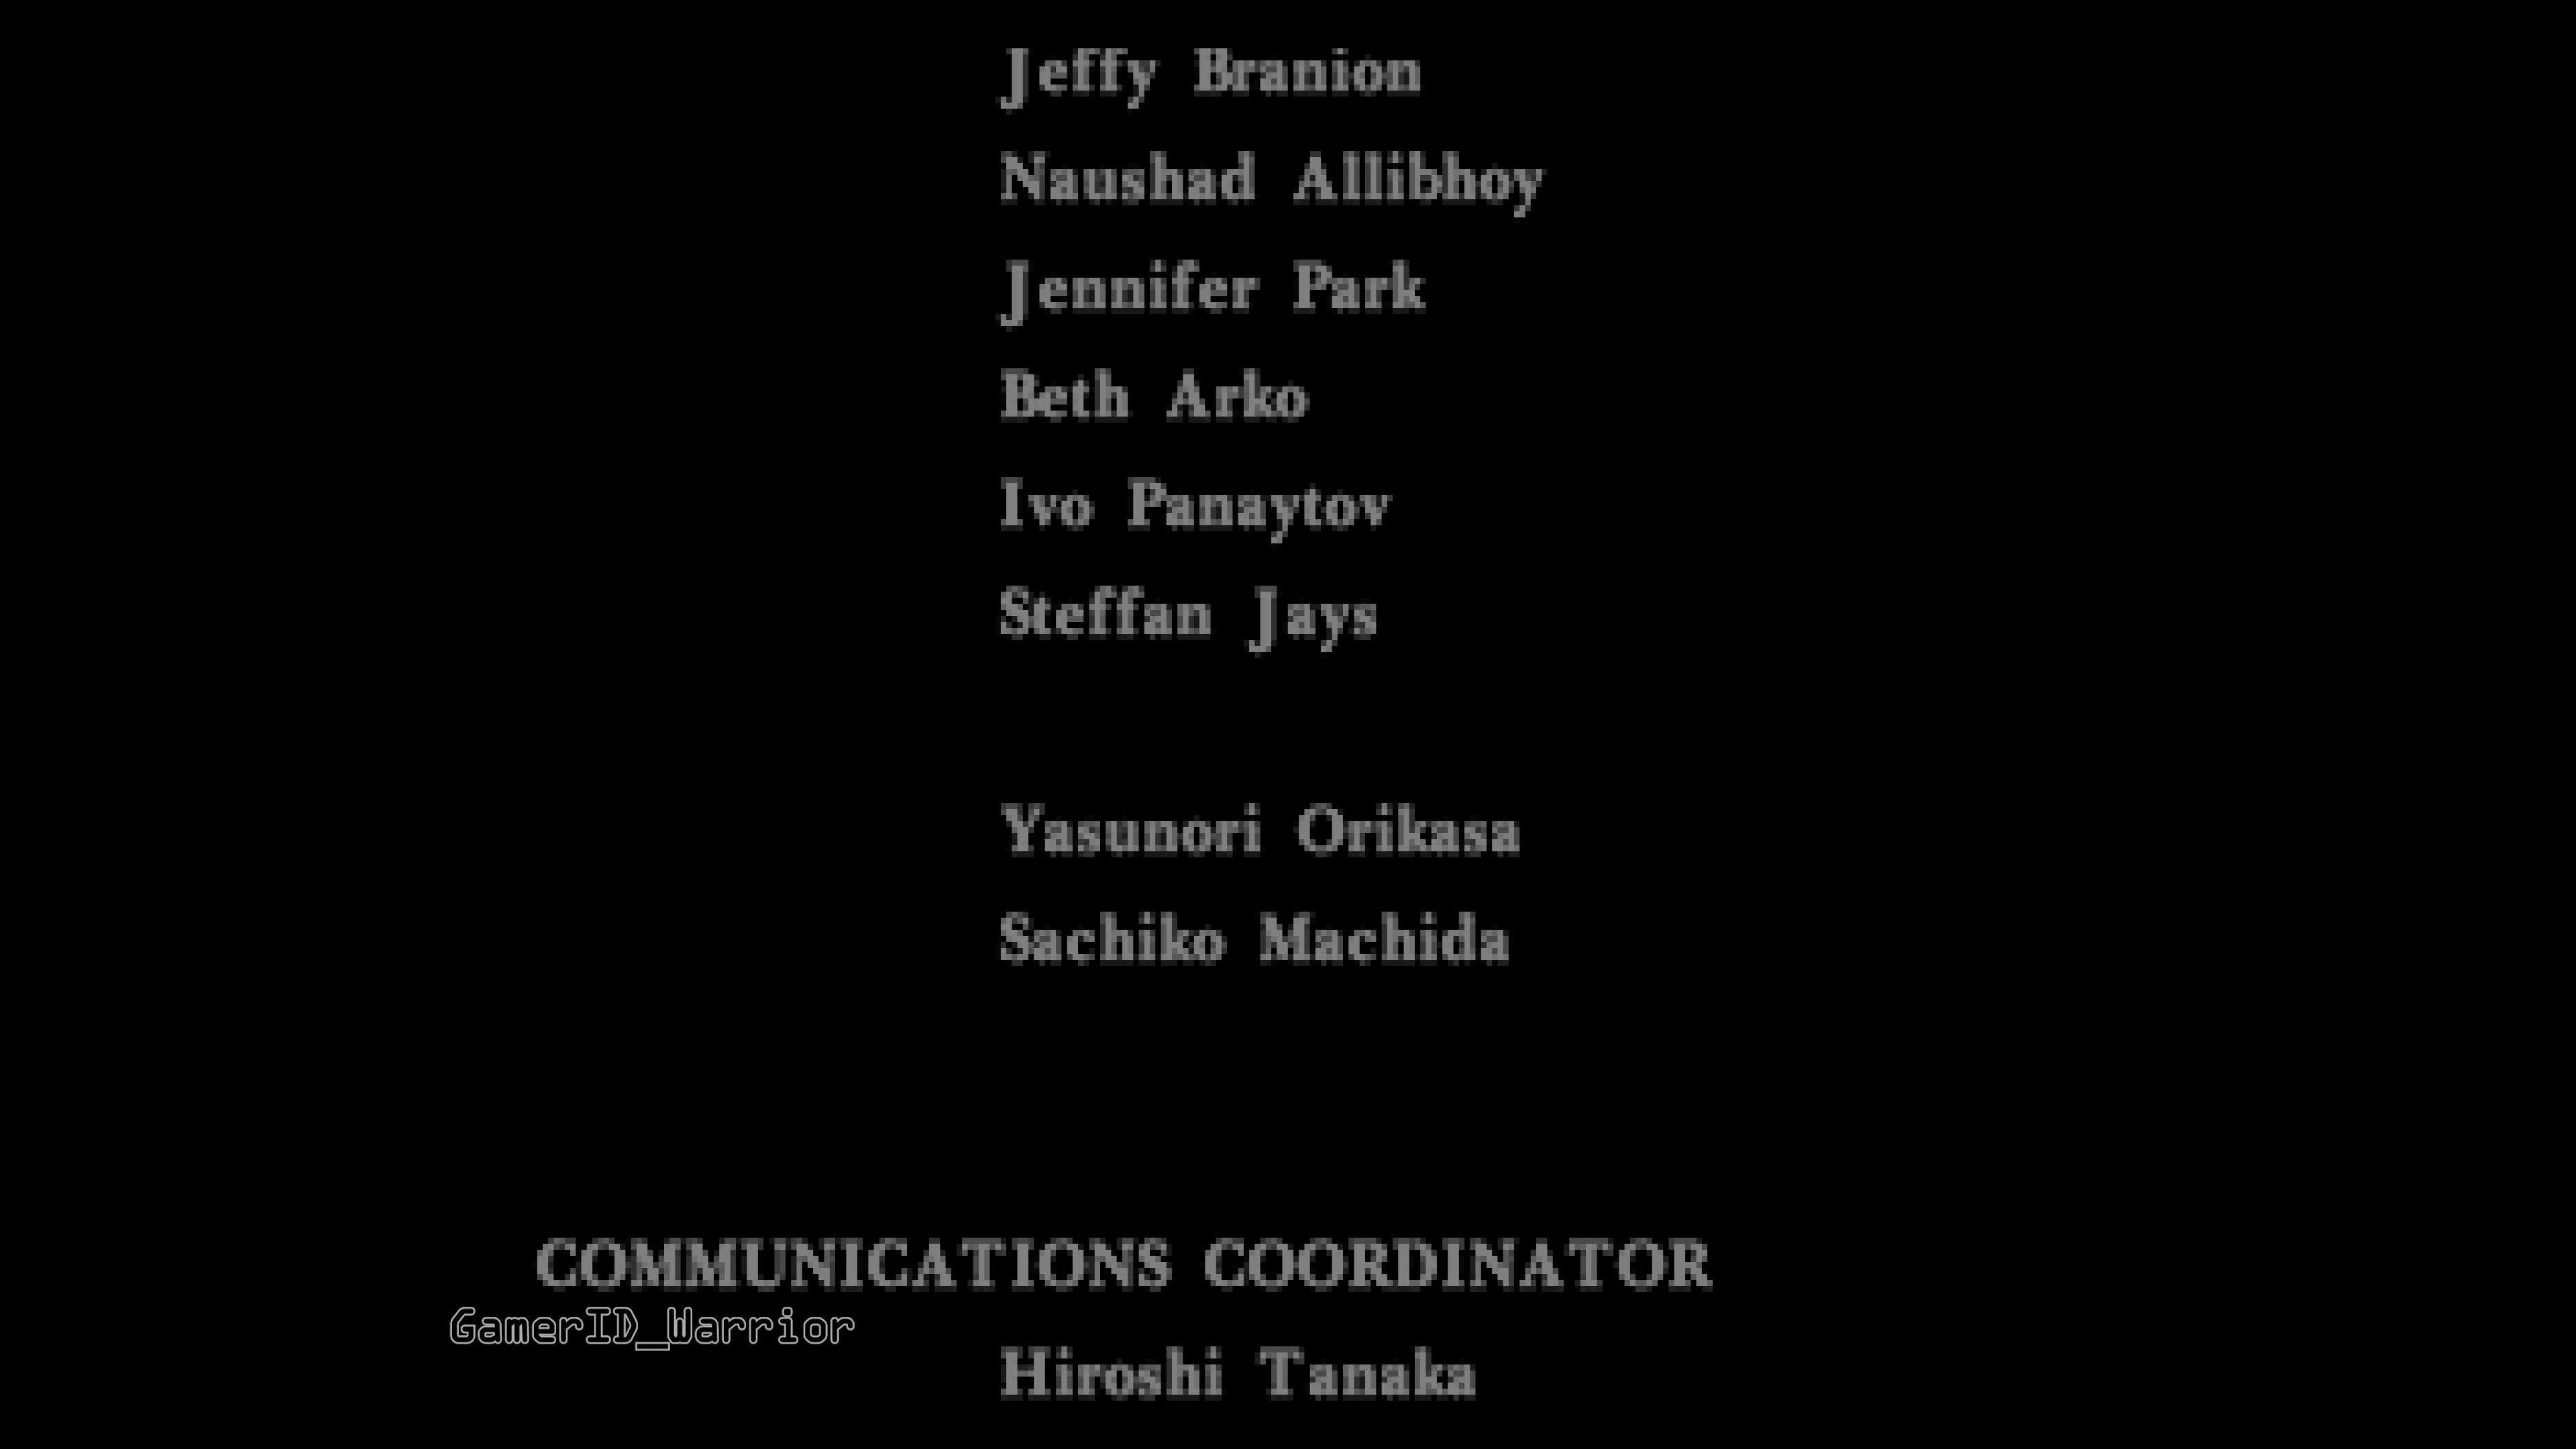 Jeffy Branion
Naushad Allibhoy
Jennifer Park
Beth Arko
Ivo Panaytov
Steffan Jays
Yasunori Orikasa
Sachiko Machida
COMMUNICATIONS COORDINATOR
GamerID_Warrior
Hiroshi Tanaka